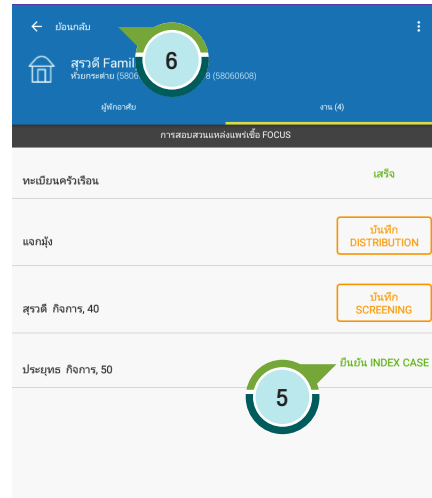 ย้อนกลับ
6
สุรวดี Famil
ห้วยกระต่าย (5806 8 (58060608)
ผู้พักอาศัย
งาน (4)
การสอบสวนแหล่งแพร่เชื้อ FOCUS
ทะเบียนครัวเรือน
เสร็จ
แจกมุ้ง
บันทึก
DISTRIBUTION
สุรวดี กิจการ, 40
บันทึก
SCREENING
ประยุทธ กิจการ, 50
ยืนยัน INDEX CASE
5